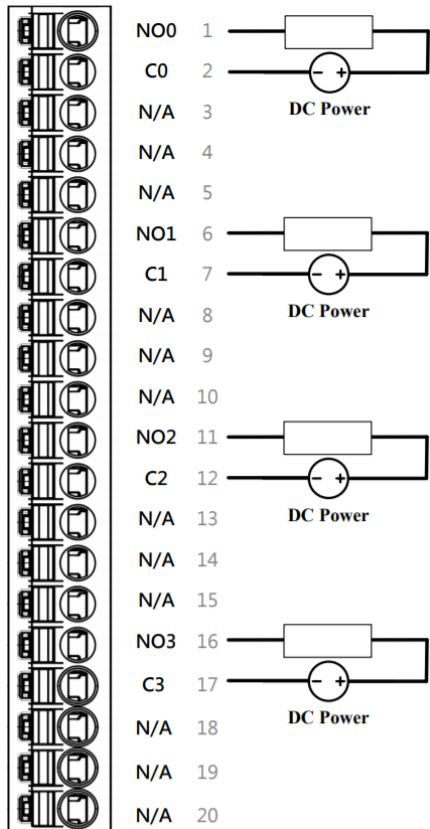 NO0 1
C0 2 - +
N/A 3 DC Power
N/A 4
N/A 5
NO1 6
C1 7 - +
N/A 8 DC Power
N/A 9
N/A 10
NO2 11
C2 12 - +
N/A 13 DC Power
N/A 14
N/A 15
NO3 16
C3 17 - +
N/A 18 DC Power
N/A 19
N/A 20